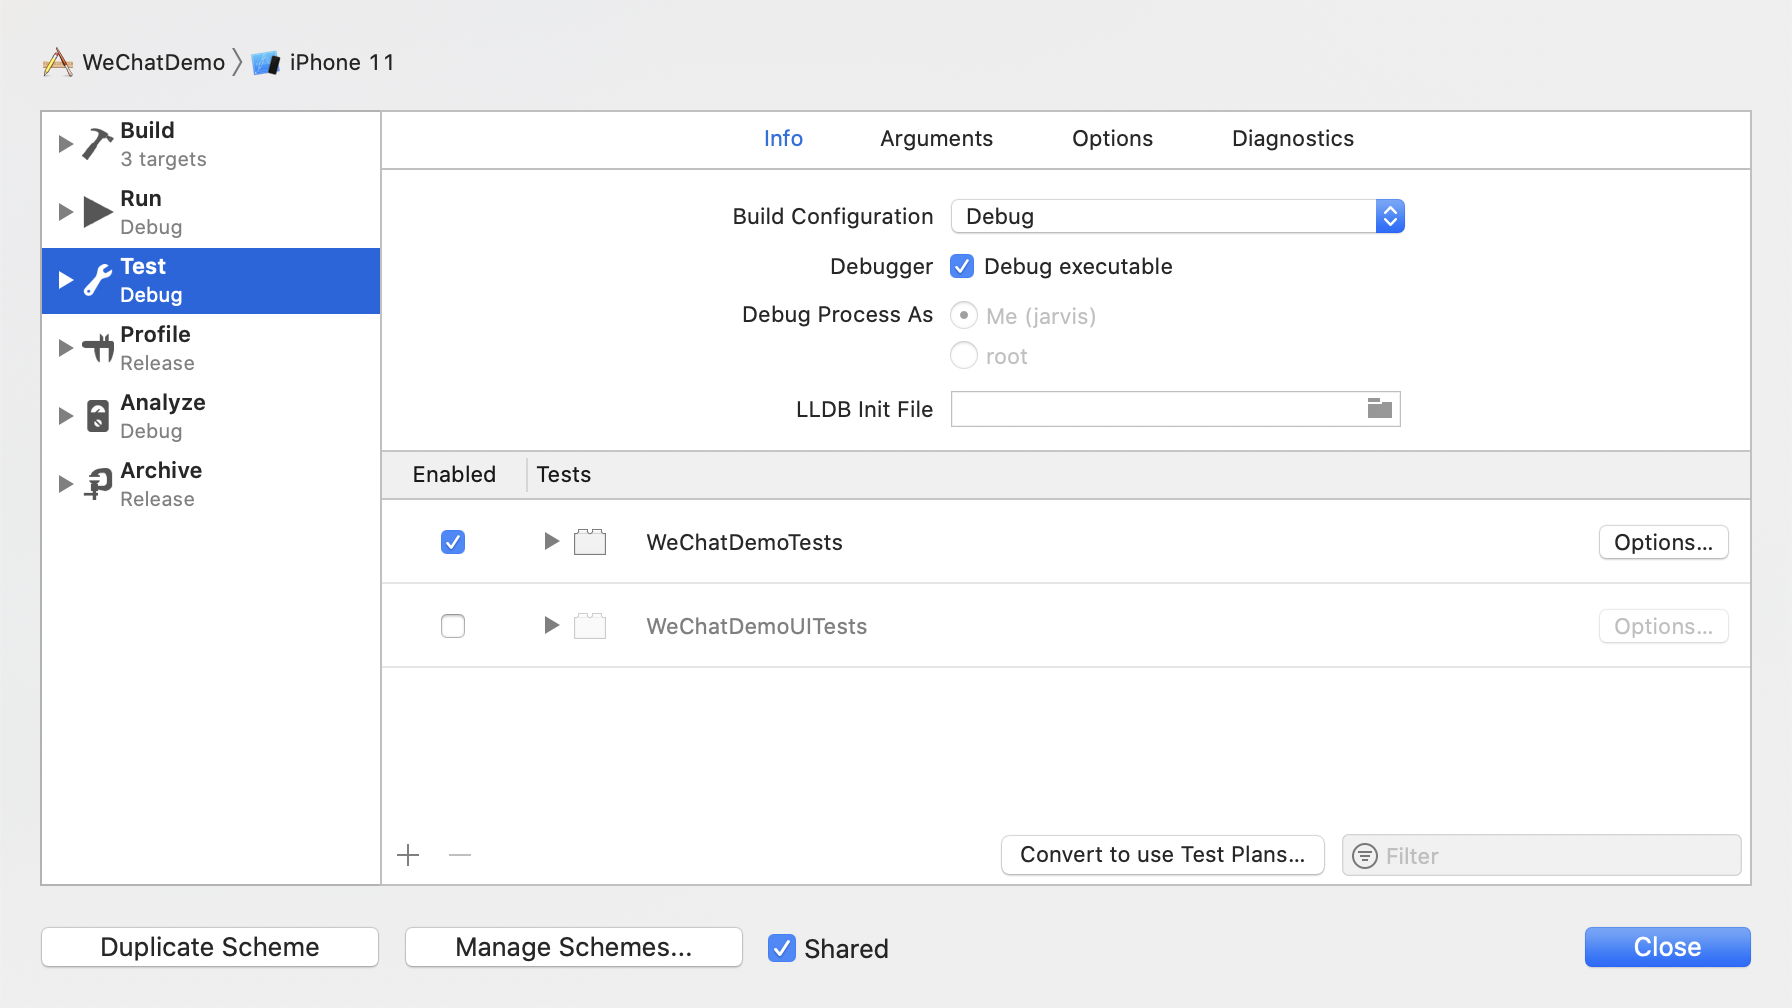 WeChatDemo iPhone 11
Build
3 targets
Run
Debug
Test
Debug
Profile
Release
Analyze
Debug
Archive
Release
Info Arguments Options Diagnostics
Build Configuration Debug
Debugger Debug executable
Debug Process As Me (jarvis)
root
LLDB Init File
Enabled Tests
WeChatDemoTests Options...
WeChatDemoUITests Options...
Convert to use Test Plans... Filter
Duplicate Scheme Manage Schemes... Shared Close